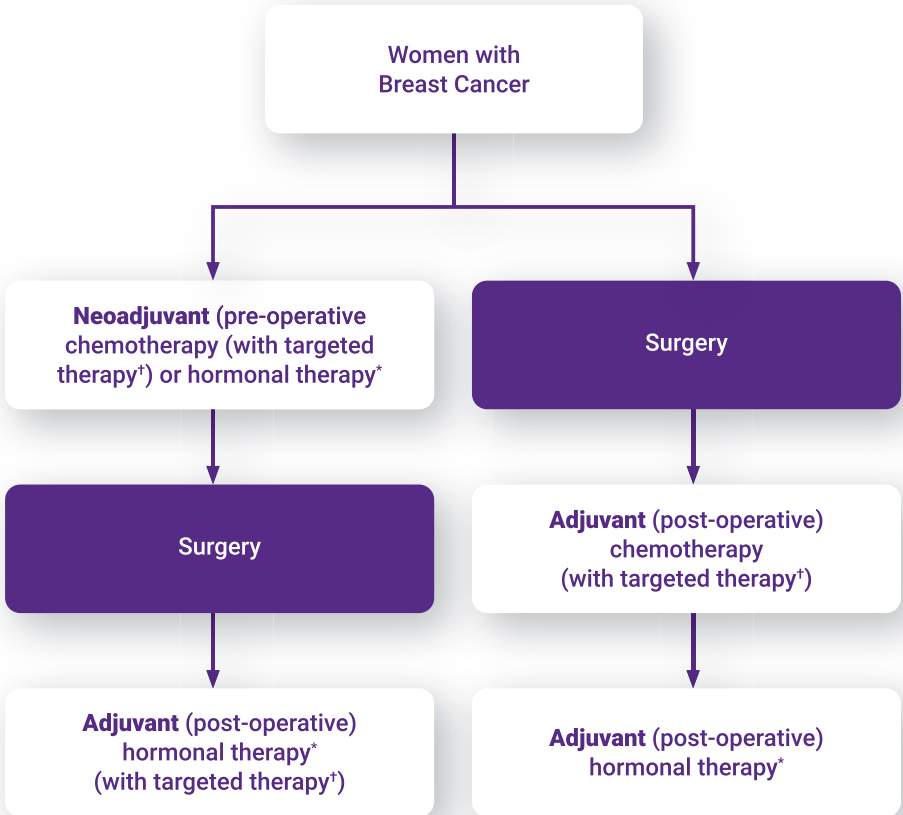 Women with
Breast Cancer
Neoadjuvant (pre-operative
chemotherapy (with targeted
therapy†) or hormonal therapy*
Surgery
Surgery
Adjuvant (post-operative)
chemotherapy
(with targeted therapy†)
Adjuvant (post-operative)
hormonal therapy*
(with targeted therapy†)
Adjuvant (post-operative)
hormonal therapy*